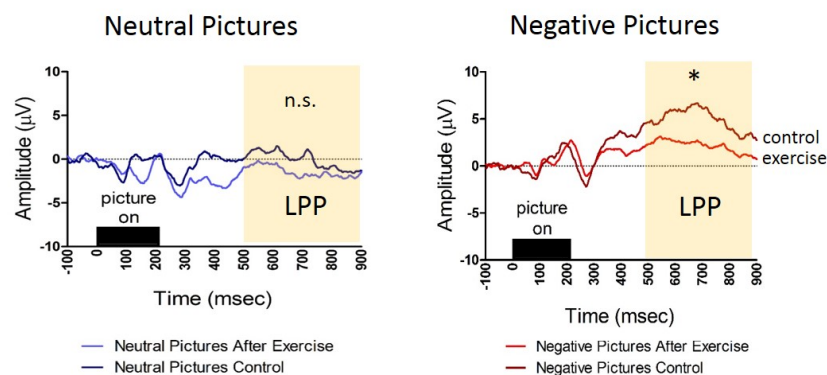 Neutral Pictures
10
5
0
-5
-10
Amplitude (µV)
n.s.
picture
on
LPP
-100
0
100
200
300
400
500
600
700
800
900
Time (msec)
Neutral Pictures After Exercise
Neutral Pictures Control
Negative Pictures
10
5
0
-5
-10
Amplitude (µV)
*
control
exercise
picture
on
LPP
-100
0
100
200
300
400
500
600
700
800
900
Time (msec)
Negative Pictures After Exercise
Negative Pictures Control